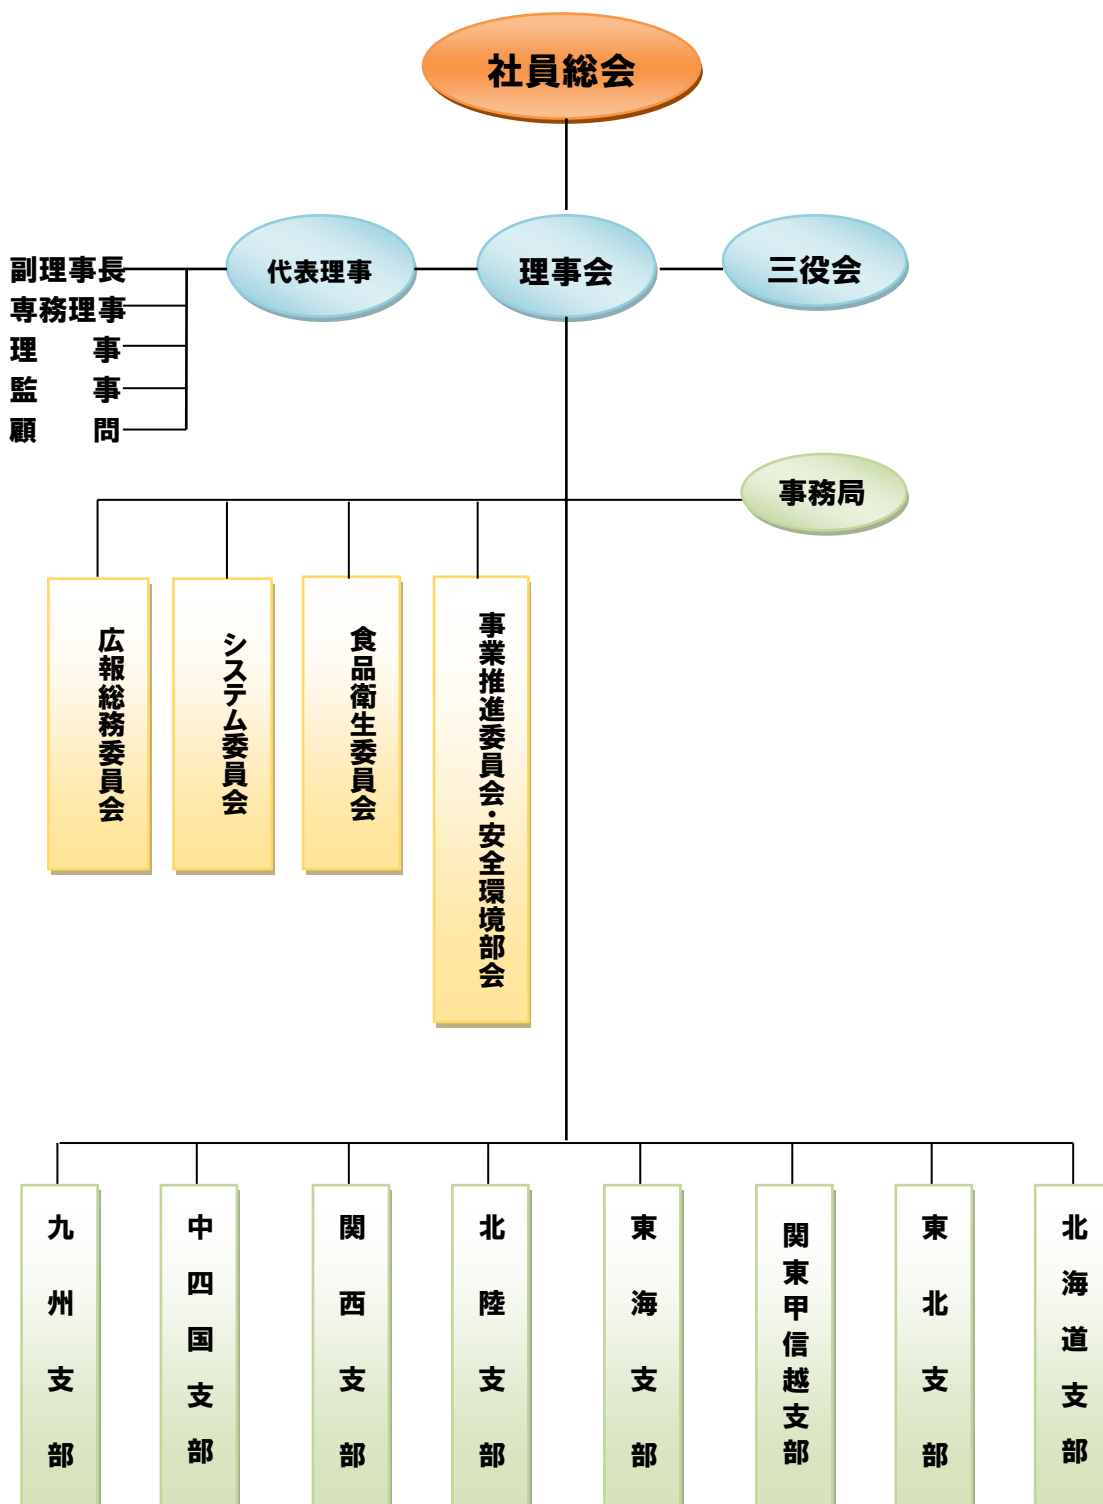 社員総会
代表理事
理事会
三役会
副理事長
専務理事
理　　事
監　　事
顧　　問
事務局
広報総務委員会
システム委員会
食品衛生委員会
事業推進委員会・安全環境部会
九州支部
中四国支部
関西支部
北陸支部
東海支部
関東甲信越支部
東北支部
北海道支部